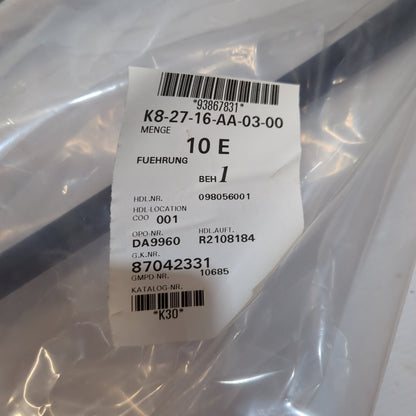 *93867831*
K8-27-16-AA-03-00
MENGE
10 E
FUEHRUNG
BEH 1
HDL.NR. 098056001
HDL-LOCATION
COO 001
OPO-NR. HDL.AUFT.
DA9960 R2108184
G.K.NR.
87042331
GMPD-NR. 10685
KATALOG-NR.
*K30*